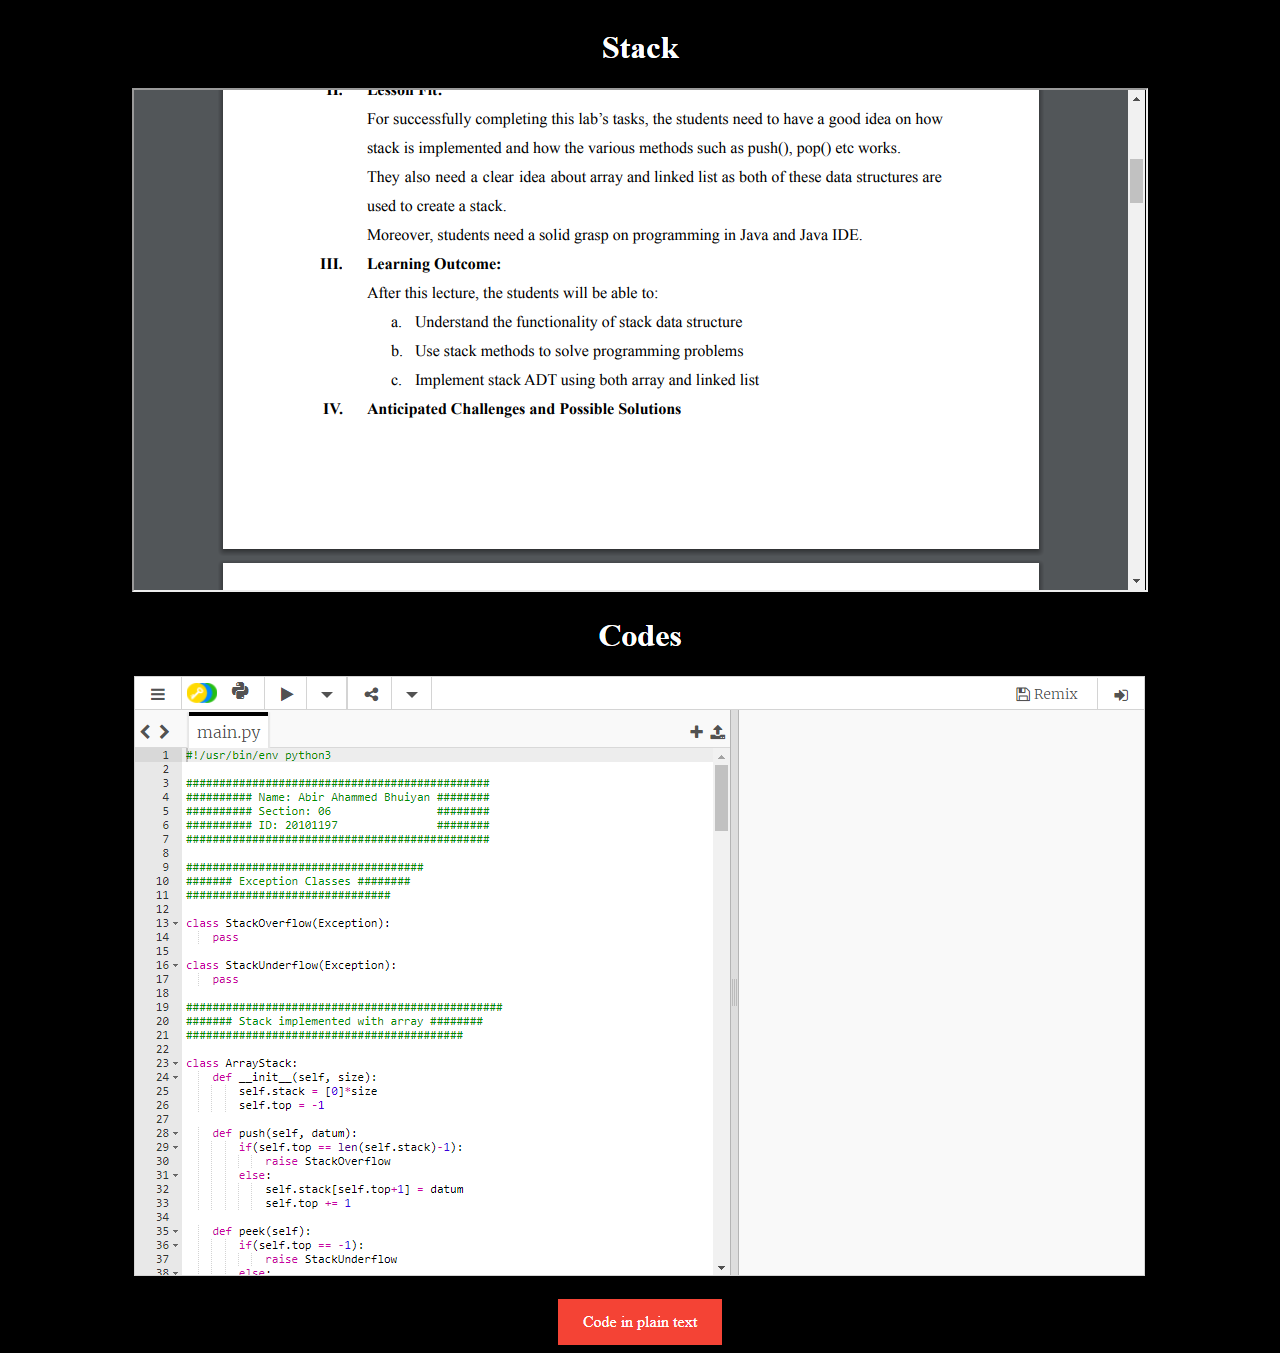 Stack
II. Lesson Fit:
For successfully completing this lab's tasks, the students need to have a good idea on how
stack is implemented and how the various methods such as push(), pop() etc works.
They also need a clear idea about array and linked list as both of these data structures are
used to create a stack.
Moreover, students need a solid grasp on programming in Java and Java IDE.
III. Learning Outcome:
After this lecture, the students will be able to:
a. Understand the functionality of stack data structure
b. Use stack methods to solve programming problems
c. Implement stack ADT using both array and linked list
IV. Anticipated Challenges and Possible Solutions
Codes
Remix
main.py
1 #!/usr/bin/env python3
2
3 ##############################################
4 ########## Name: Abir Ahammed Bhuiyan ########
5 ########## Section: 06                ########
6 ########## ID: 20101197               ########
7 ##############################################
8
9 ####################################
10 ####### Exception Classes ########
11 ###############################
12
13 class StackOverflow(Exception):
14     pass
15
16 class StackUnderflow(Exception):
17     pass
18
19 ################################################
20 ####### Stack implemented with array ########
21 ##########################################
22
23 class ArrayStack:
24     def __init__(self, size):
25         self.stack = [0]*size
26         self.top = -1
27
28     def push(self, datum):
29         if(self.top == len(self.stack)-1):
30             raise StackOverflow
31         else:
32             self.stack[self.top+1] = datum
33             self.top += 1
34
35     def peek(self):
36         if(self.top == -1):
37             raise StackUnderflow
38         else:
Code in plain text